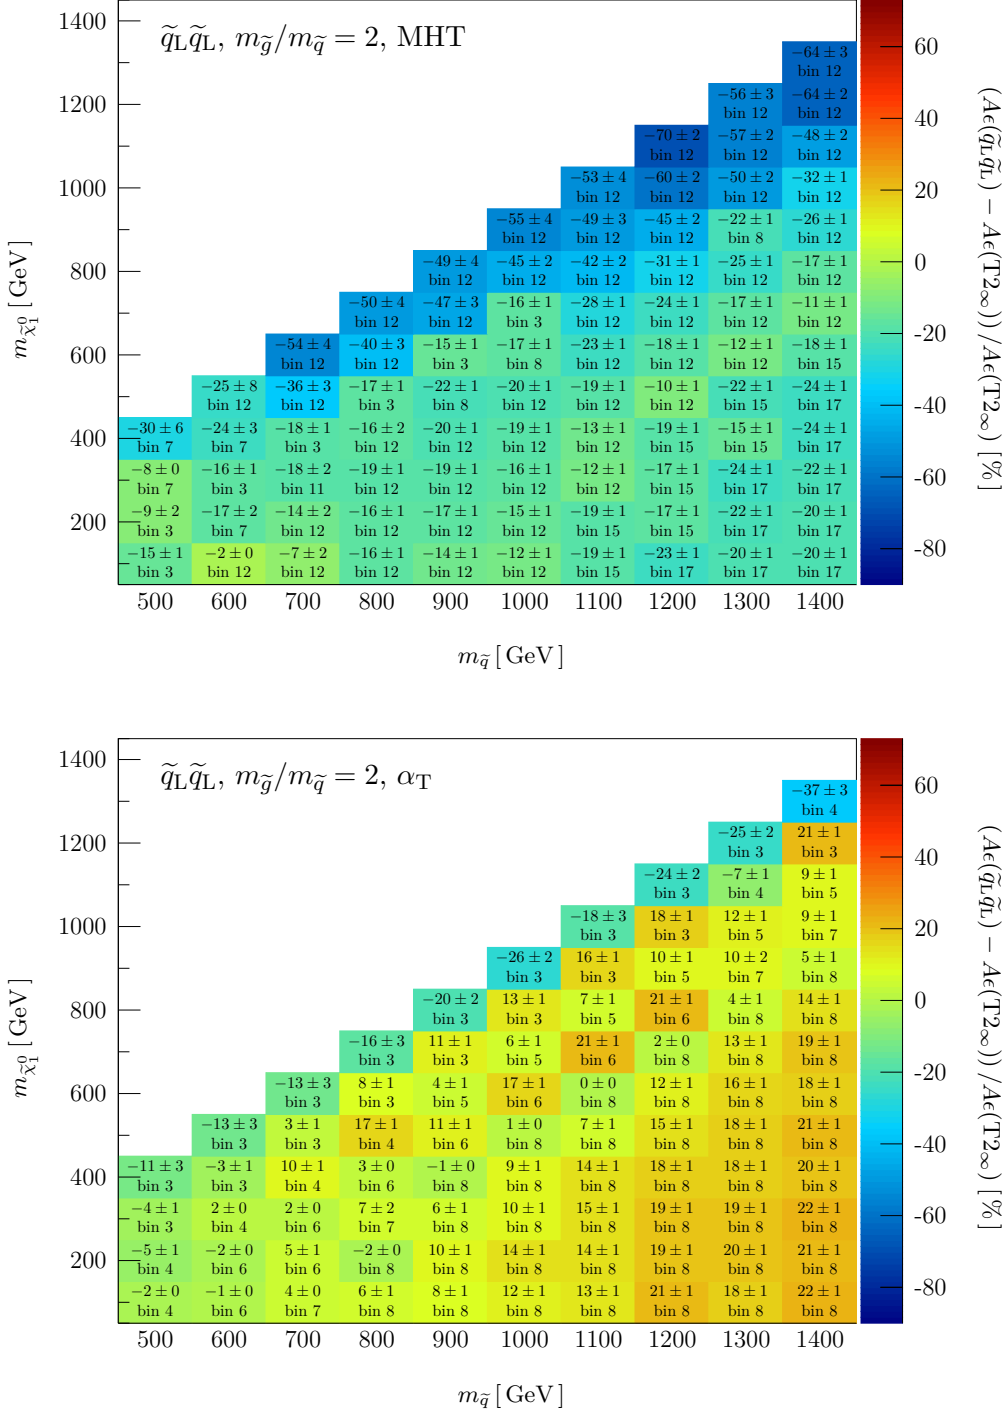 q̃_L q̃_L, m_g̃/m_q̃ = 2, MHT
1400
1200
1000
800
600
400
200
m_χ̃⁰₁ [GeV]
−64 ± 3
bin 12
−56 ± 3 −64 ± 2
bin 12 bin 12
−70 ± 2 −57 ± 2 −48 ± 2
bin 12 bin 12 bin 12
−53 ± 4 −60 ± 2 −50 ± 2 −32 ± 1
bin 12 bin 12 bin 12 bin 12
−55 ± 4 −49 ± 3 −45 ± 2 −22 ± 1 −26 ± 1
bin 12 bin 12 bin 12 bin 8 bin 12
−49 ± 4 −45 ± 2 −42 ± 2 −31 ± 1 −25 ± 1 −17 ± 1
bin 12 bin 12 bin 12 bin 12 bin 12 bin 12
−50 ± 4 −47 ± 3 −16 ± 1 −28 ± 1 −24 ± 1 −17 ± 1 −11 ± 1
bin 12 bin 12 bin 3 bin 12 bin 12 bin 12 bin 12
−54 ± 4 −40 ± 3 −15 ± 1 −17 ± 1 −23 ± 1 −18 ± 1 −12 ± 1 −18 ± 1
bin 12 bin 12 bin 3 bin 8 bin 12 bin 12 bin 12 bin 15
−25 ± 8 −36 ± 3 −17 ± 1 −22 ± 1 −20 ± 1 −19 ± 1 −10 ± 1 −22 ± 1 −24 ± 1
bin 12 bin 12 bin 3 bin 8 bin 12 bin 12 bin 12 bin 15 bin 17
−30 ± 6 −24 ± 3 −18 ± 1 −16 ± 2 −20 ± 1 −19 ± 1 −13 ± 1 −19 ± 1 −15 ± 1 −24 ± 1
bin 7 bin 7 bin 3 bin 12 bin 12 bin 12 bin 12 bin 15 bin 15 bin 17
−8 ± 0 −16 ± 1 −18 ± 2 −19 ± 1 −19 ± 1 −16 ± 1 −12 ± 1 −17 ± 1 −24 ± 1 −22 ± 1
bin 7 bin 3 bin 11 bin 12 bin 12 bin 12 bin 12 bin 15 bin 17 bin 17
−9 ± 2 −17 ± 2 −14 ± 2 −16 ± 1 −17 ± 1 −15 ± 1 −19 ± 1 −17 ± 1 −22 ± 1 −20 ± 1
bin 3 bin 7 bin 12 bin 12 bin 12 bin 12 bin 15 bin 15 bin 17 bin 17
−15 ± 1 −2 ± 0 −7 ± 2 −16 ± 1 −14 ± 1 −12 ± 1 −19 ± 1 −23 ± 1 −20 ± 1 −20 ± 1
bin 3 bin 12 bin 12 bin 12 bin 12 bin 12 bin 15 bin 17 bin 17 bin 17
500 600 700 800 900 1000 1100 1200 1300 1400
m_q̃ [GeV]
60
40
20
0
-20
-40
-60
-80
(Aϵ(q̃_L q̃_L) − Aϵ(T2_∞))/Aϵ(T2_∞) [%]
q̃_L q̃_L, m_g̃/m_q̃ = 2, α_T
1400
1200
1000
800
600
400
200
m_χ̃⁰₁ [GeV]
−37 ± 3
bin 4
−25 ± 2 21 ± 1
bin 3 bin 3
−24 ± 2 −7 ± 1 9 ± 1
bin 3 bin 4 bin 5
−18 ± 3 18 ± 1 12 ± 1 9 ± 1
bin 3 bin 3 bin 5 bin 7
−26 ± 2 16 ± 1 10 ± 1 10 ± 2 5 ± 1
bin 3 bin 3 bin 5 bin 7 bin 8
−20 ± 2 13 ± 1 7 ± 1 21 ± 1 4 ± 1 14 ± 1
bin 3 bin 3 bin 5 bin 6 bin 8 bin 8
−16 ± 3 11 ± 1 6 ± 1 21 ± 1 2 ± 0 13 ± 1 19 ± 1
bin 3 bin 3 bin 5 bin 6 bin 8 bin 8 bin 8
−13 ± 3 8 ± 1 4 ± 1 17 ± 1 0 ± 0 12 ± 1 16 ± 1 18 ± 1
bin 3 bin 3 bin 5 bin 6 bin 8 bin 8 bin 8 bin 8
−13 ± 3 3 ± 1 17 ± 1 11 ± 1 1 ± 0 7 ± 1 15 ± 1 18 ± 1 21 ± 1
bin 3 bin 3 bin 4 bin 6 bin 8 bin 8 bin 8 bin 8 bin 8
−11 ± 3 −3 ± 1 10 ± 1 3 ± 0 −1 ± 0 9 ± 1 14 ± 1 18 ± 1 18 ± 1 20 ± 1
bin 3 bin 3 bin 4 bin 6 bin 8 bin 8 bin 8 bin 8 bin 8 bin 8
−4 ± 1 2 ± 0 2 ± 0 7 ± 2 6 ± 1 10 ± 1 15 ± 1 19 ± 1 19 ± 1 22 ± 1
bin 3 bin 4 bin 6 bin 7 bin 8 bin 8 bin 8 bin 8 bin 8 bin 8
−5 ± 1 −2 ± 0 5 ± 1 −2 ± 0 10 ± 1 14 ± 1 14 ± 1 19 ± 1 20 ± 1 21 ± 1
bin 4 bin 6 bin 6 bin 8 bin 8 bin 8 bin 8 bin 8 bin 8 bin 8
−2 ± 0 −1 ± 0 4 ± 0 6 ± 1 8 ± 1 12 ± 1 13 ± 1 21 ± 1 18 ± 1 22 ± 1
bin 4 bin 6 bin 7 bin 8 bin 8 bin 8 bin 8 bin 8 bin 8 bin 8
500 600 700 800 900 1000 1100 1200 1300 1400
m_q̃ [GeV]
60
40
20
0
-20
-40
-60
-80
(Aϵ(q̃_L q̃_L) − Aϵ(T2_∞))/Aϵ(T2_∞) [%]